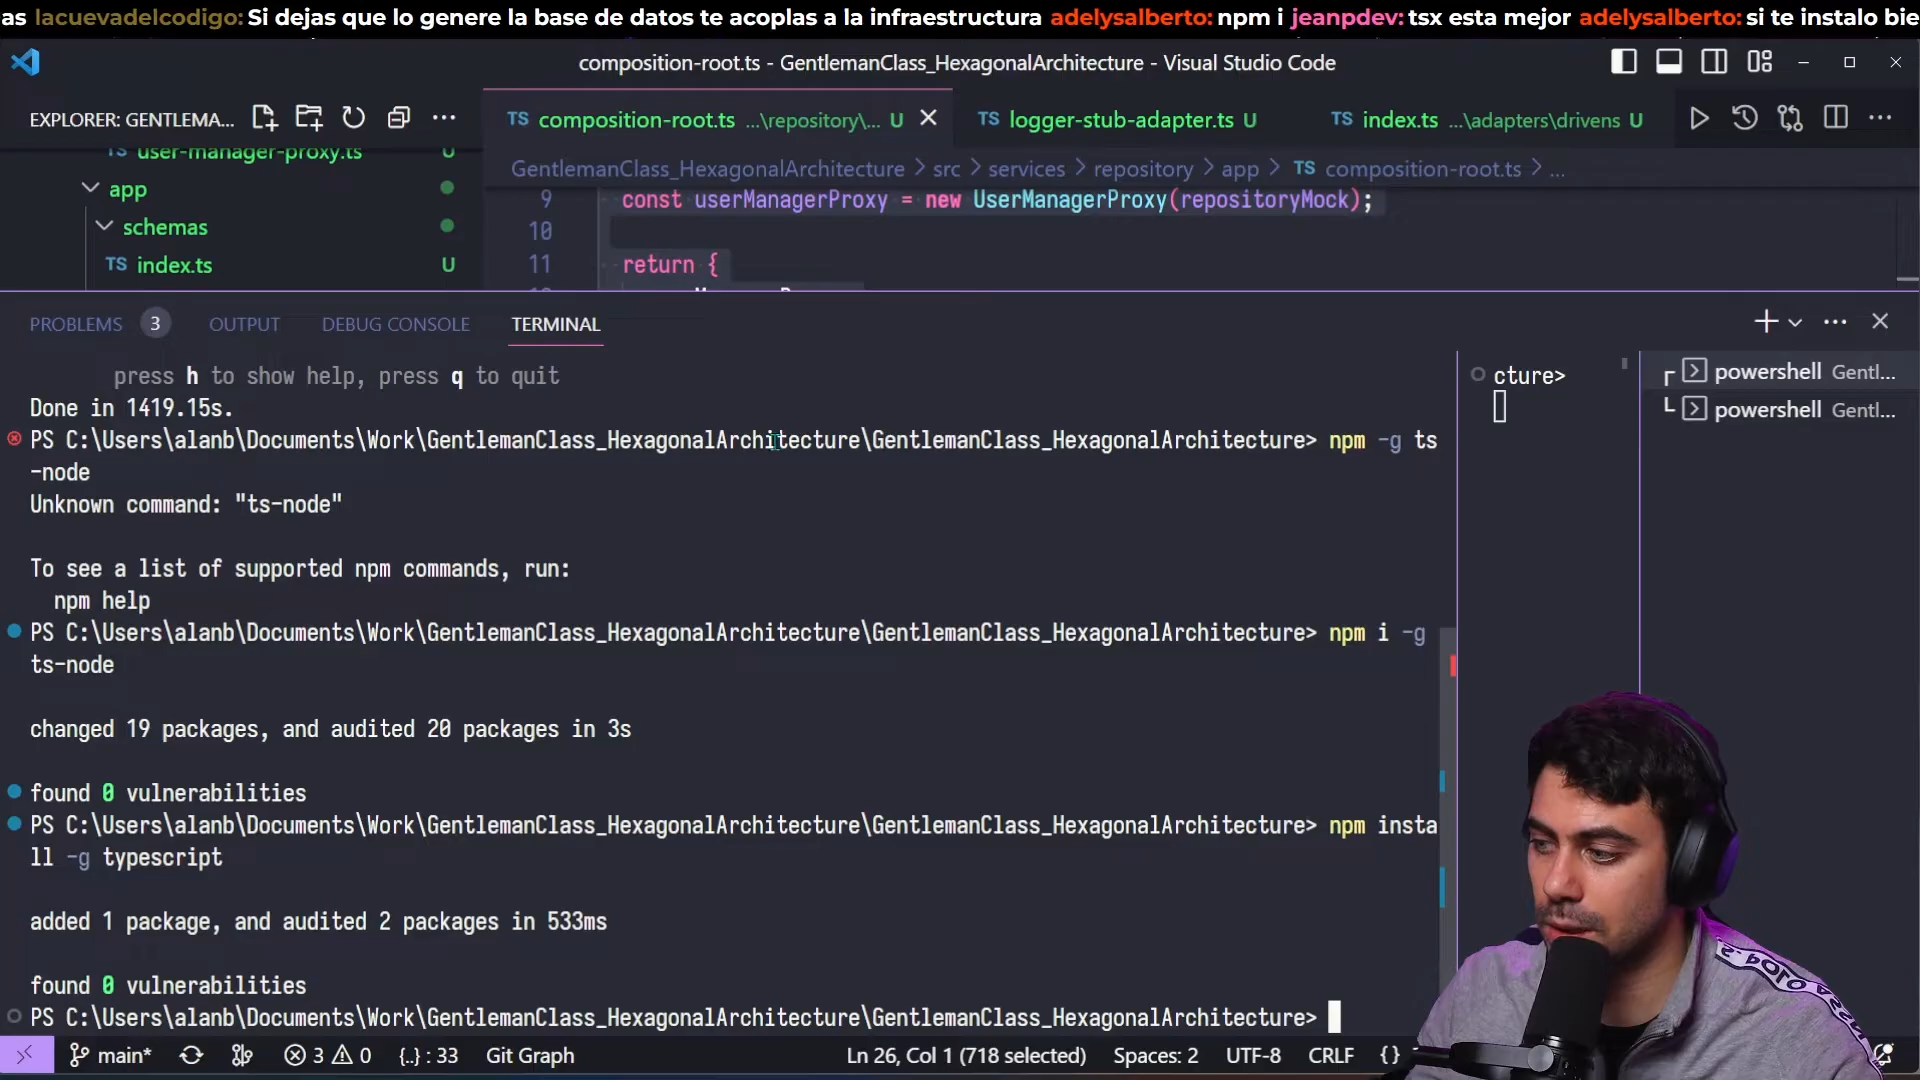 as lacuevadelcodigo: Si dejas que lo genere la base de datos te acoplas a la infraestructura adelysalberto: npm i jeanpdev: tsx esta mejor adelysalberto: si te instalo bie
composition-root.ts - GentlemanClass_HexagonalArchitecture - Visual Studio Code
EXPLORER: GENTLEMA...
TS composition-root.ts ...\repository\... U
TS logger-stub-adapter.ts U
TS index.ts ...\adapters\drivens U
TS user-manager-proxy.ts U
GentlemanClass_HexagonalArchitecture > src > services > repository > app > TS composition-root.ts > ...
app
schemas
TS index.ts U
9 const userManagerProxy = new UserManagerProxy(repositoryMock);
10
11 return {
PROBLEMS 3 OUTPUT DEBUG CONSOLE TERMINAL
press h to show help, press q to quit
Done in 1419.15s.
PS C:\Users\alanb\Documents\Work\GentlemanClass_HexagonalArchitecture\GentlemanClass_HexagonalArchitecture> npm -g ts
-node
Unknown command: "ts-node"
To see a list of supported npm commands, run:
npm help
PS C:\Users\alanb\Documents\Work\GentlemanClass_HexagonalArchitecture\GentlemanClass_HexagonalArchitecture> npm i -g
ts-node
changed 19 packages, and audited 20 packages in 3s
found 0 vulnerabilities
PS C:\Users\alanb\Documents\Work\GentlemanClass_HexagonalArchitecture\GentlemanClass_HexagonalArchitecture> npm insta
ll -g typescript
added 1 package, and audited 2 packages in 533ms
found 0 vulnerabilities
PS C:\Users\alanb\Documents\Work\GentlemanClass_HexagonalArchitecture\GentlemanClass_HexagonalArchitecture>
cture>
powershell Gentl...
powershell Gentl...
main* 3 0 {..} : 33 Git Graph Ln 26, Col 1 (718 selected) Spaces: 2 UTF-8 CRLF {}